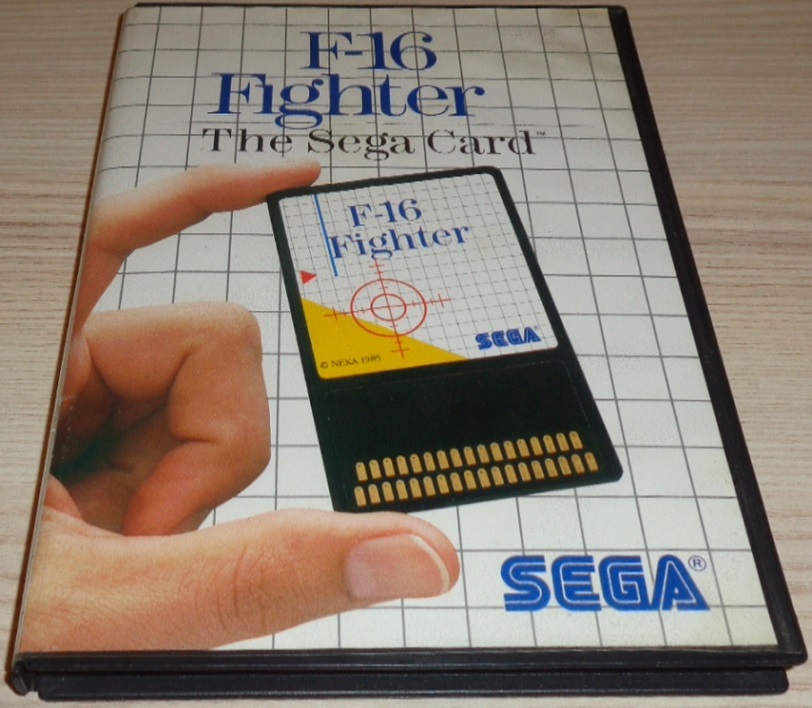 F-16
Fighter
The Sega Card™
F-16
Fighter
SEGA®
© NEXA 1985
SEGA®